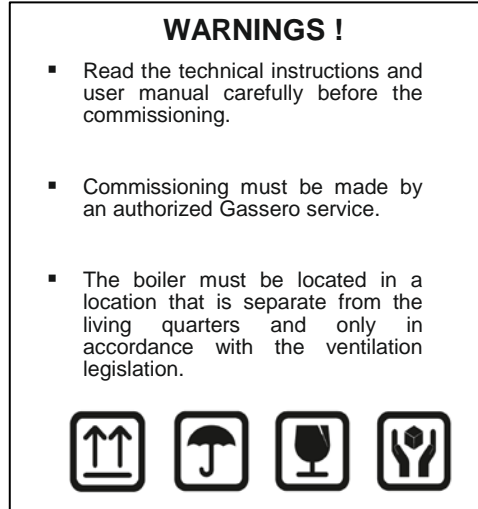 WARNINGS !
▪ Read the technical instructions and
user manual carefully before the
commissioning.
▪ Commissioning must be made by
an authorized Gassero service.
▪ The boiler must be located in a
location that is separate from the
living quarters and only in
accordance with the ventilation
legislation.